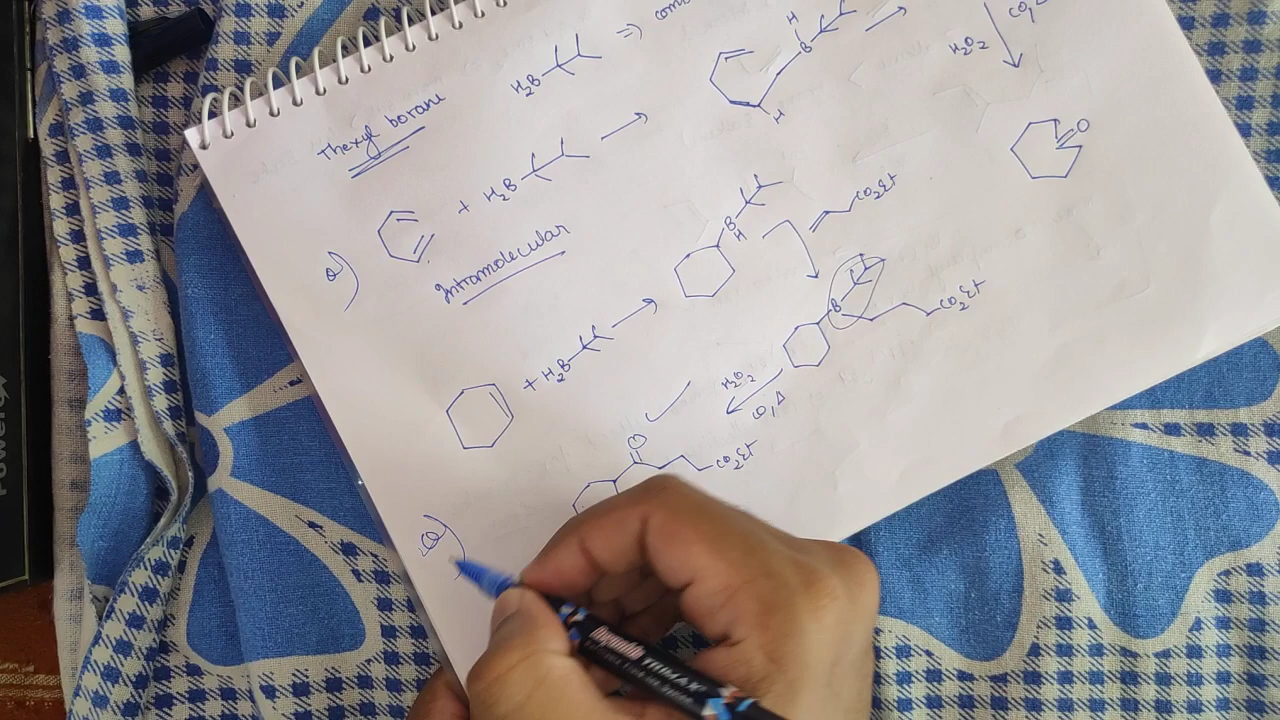 Thexyl borane
H2B
=)
H
B
H
H2O2
CO,
Q)
+ H2B
O
Intramolecular
B
H
CO2Et
+ H2B
B
CO2Et
H2O2
CO, Δ
O
CO2Et
Q)